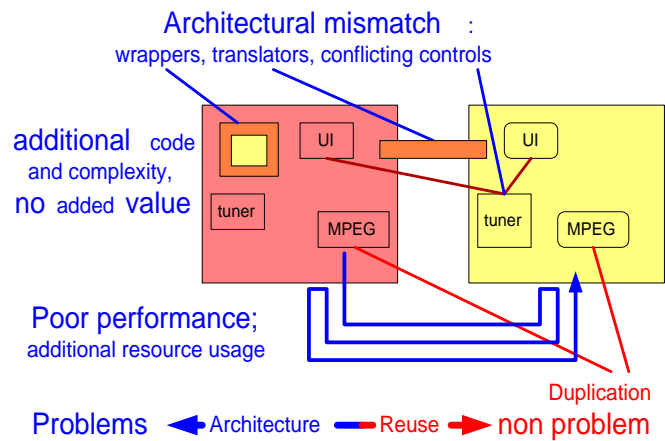 Architectural mismatch :
wrappers, translators, conflicting controls
additional code
and complexity,
no added value
UI
UI
tuner
tuner
MPEG
MPEG
Poor performance;
additional resource usage
Duplication
Problems Architecture Reuse non problem